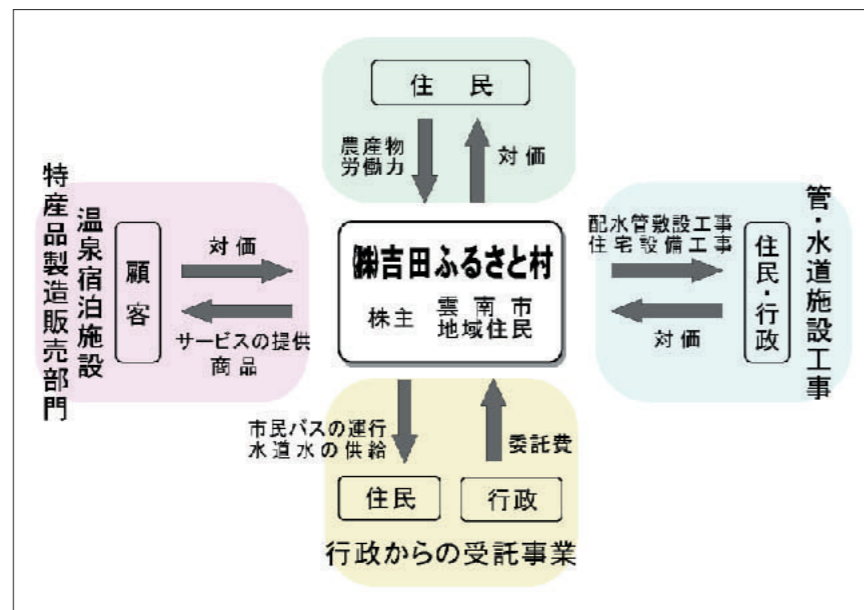 住民
農産物
労働力
対価
特産品製造販売部門
温泉宿泊施設
顧客
対価
サービスの提供
商品
㈱吉田ふるさと村
株主
雲南市
地域住民
配水管敷設工事
住宅設備工事
対価
住民・行政
管・水道施設工事
市民バスの運行
水道水の供給
委託費
住民
行政
行政からの受託事業